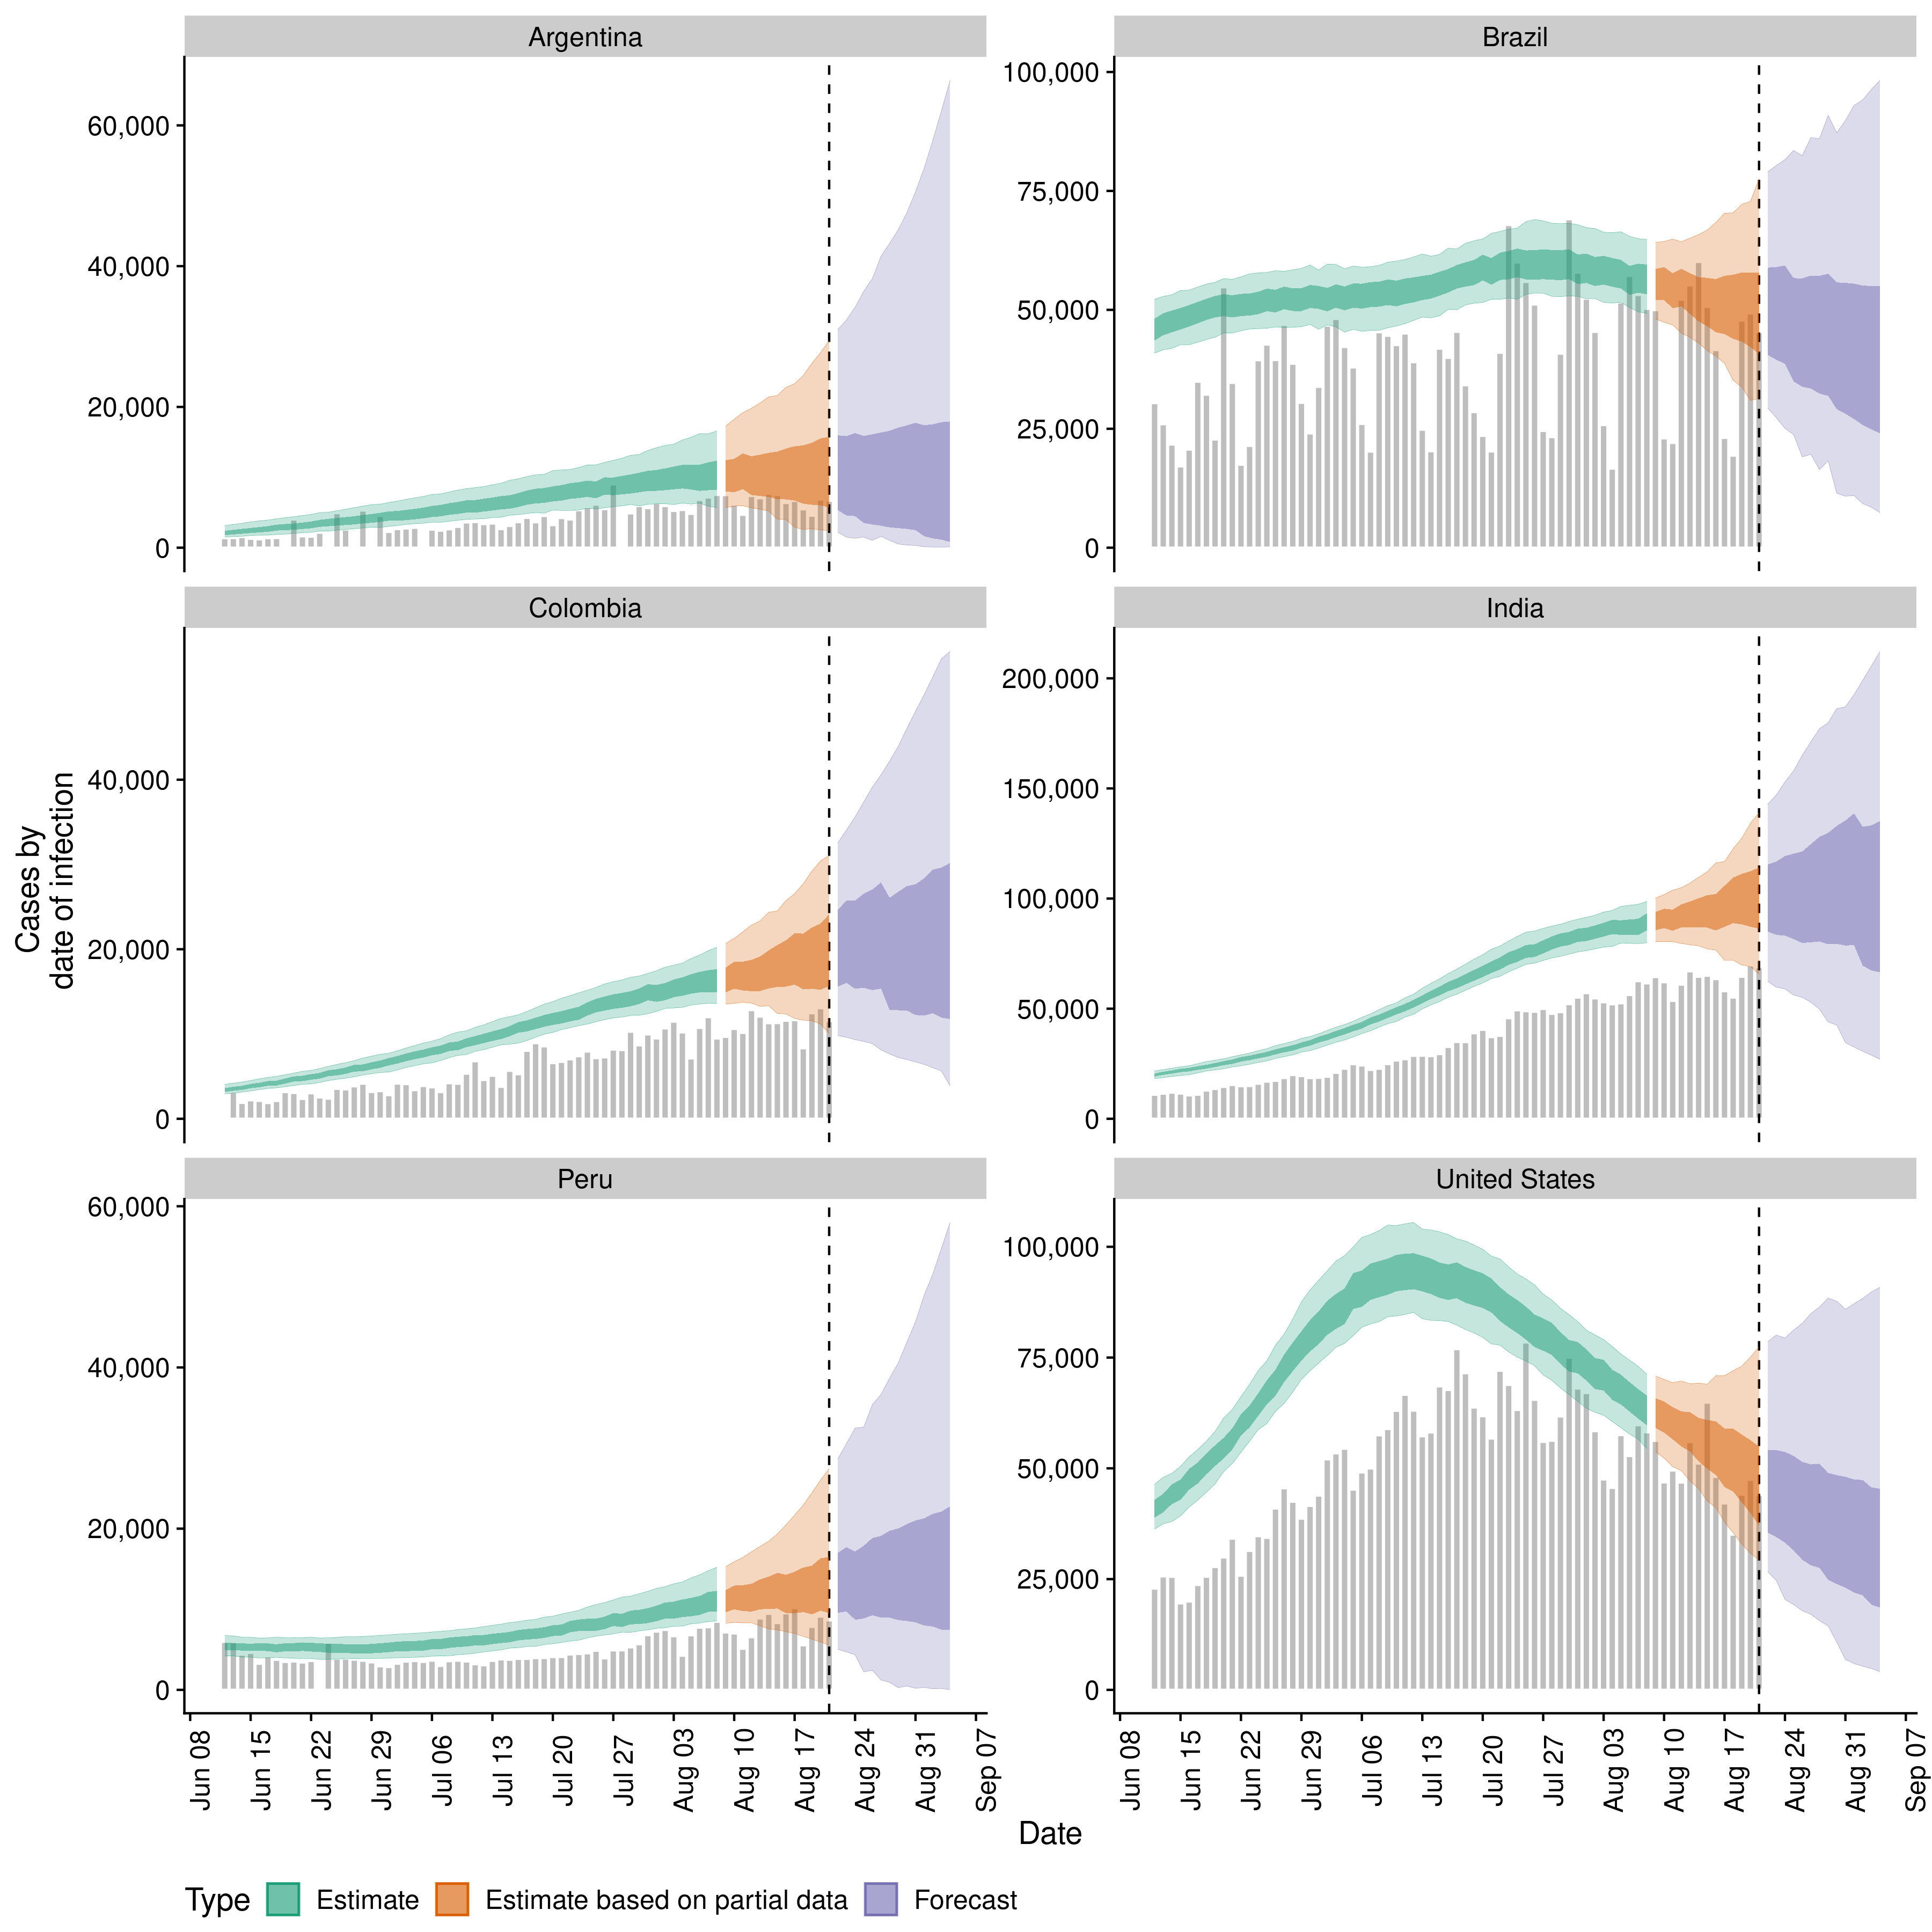 Argentina
Brazil
60,000
40,000
20,000
0
100,000
75,000
50,000
25,000
0
Colombia
India
40,000
20,000
0
200,000
150,000
100,000
50,000
0
Peru
United States
60,000
40,000
20,000
0
100,000
75,000
50,000
25,000
0
Cases by
date of infection
Jun 08
Jun 15
Jun 22
Jun 29
Jul 06
Jul 13
Jul 20
Jul 27
Aug 03
Aug 10
Aug 17
Aug 24
Aug 31
Sep 07
Jun 08
Jun 15
Jun 22
Jun 29
Jul 06
Jul 13
Jul 20
Jul 27
Aug 03
Aug 10
Aug 17
Aug 24
Aug 31
Sep 07
Date
Type Estimate Estimate based on partial data Forecast